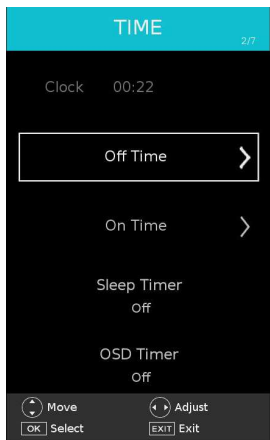 TIME
2/7
Clock 00:22
Off Time
On Time
Sleep Timer
Off
OSD Timer
Off
Move Adjust
OK Select EXIT Exit